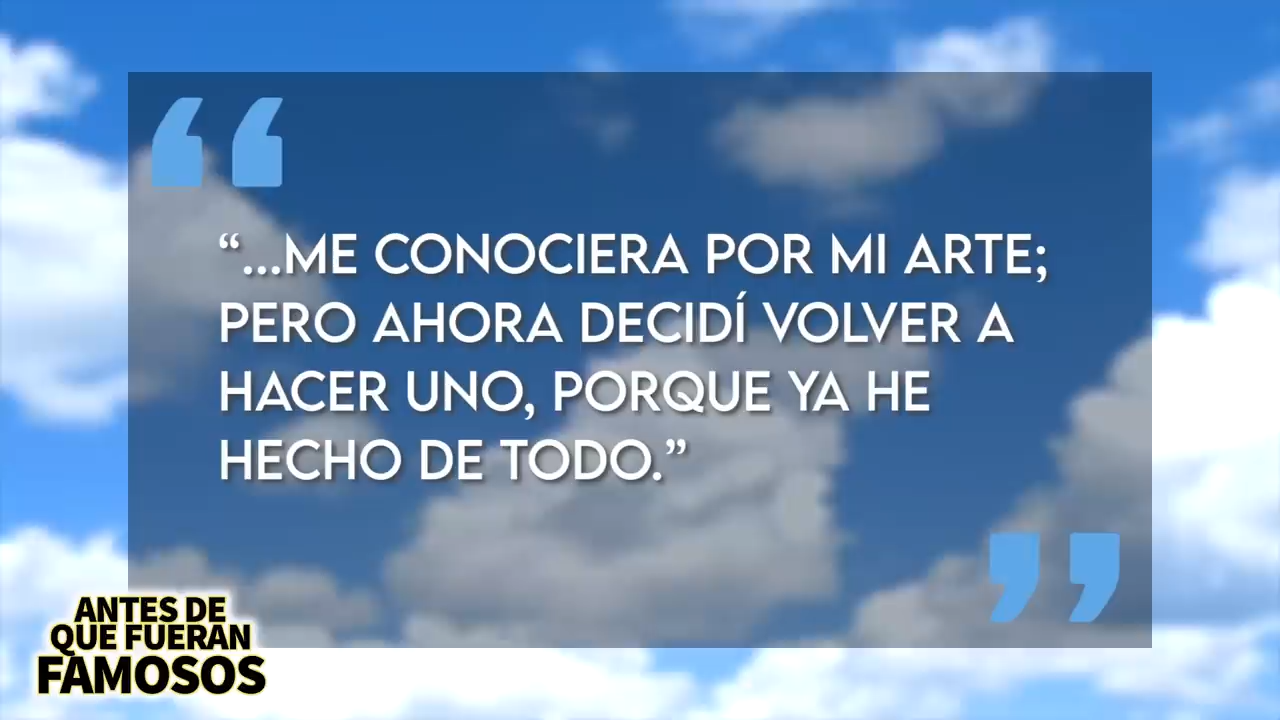 “...ME CONOCIERA POR MI ARTE;
PERO AHORA DECIDÍ VOLVER A
HACER UNO, PORQUE YA HE
HECHO DE TODO.”
ANTES DE
QUE FUERAN
FAMOSOS